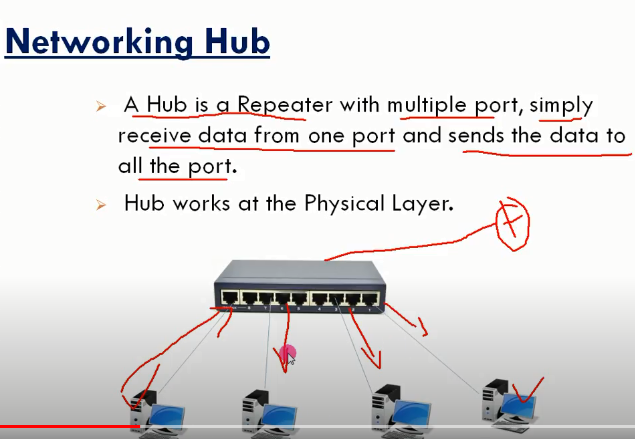 Networking Hub
A Hub is a Repeater with multiple port, simply
receive data from one port and sends the data to
all the port.
Hub works at the Physical Layer.